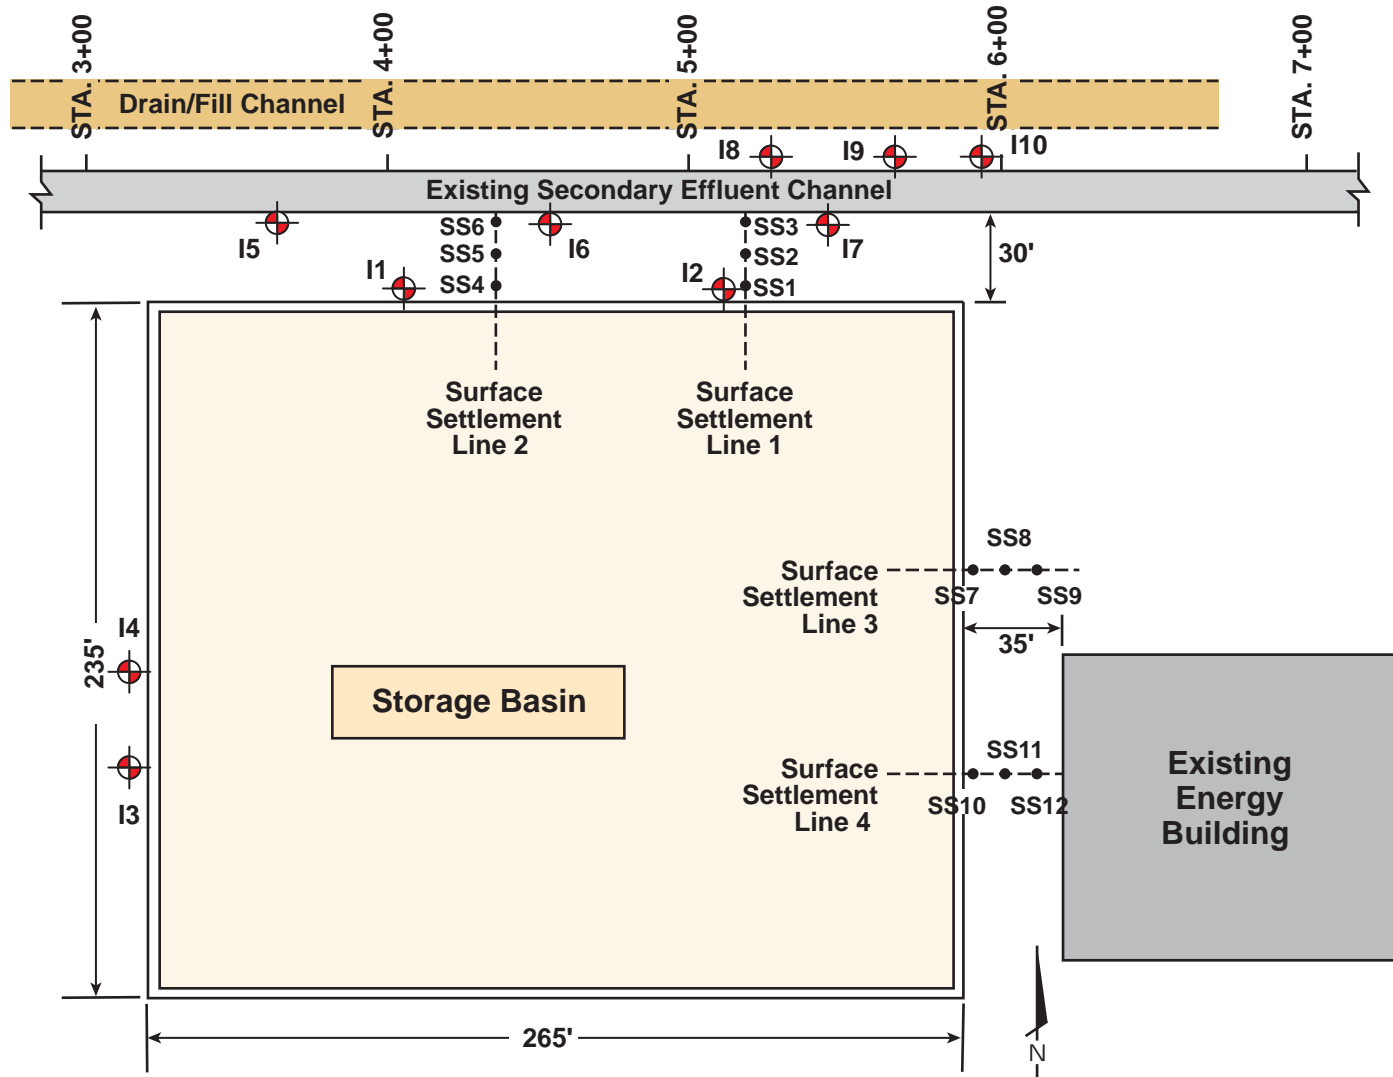 STA. 3+00
STA. 4+00
STA. 5+00
STA. 6+00
STA. 7+00
Drain/Fill Channel
I8
I9
I10
Existing Secondary Effluent Channel
I5
SS6
I6
SS3
I7
SS5
SS2
30'
I1
SS4
I2
SS1
Surface
Settlement
Line 2
Surface
Settlement
Line 1
SS8
Surface
Settlement
Line 3
SS7
SS9
35'
I4
235'
Storage Basin
I3
SS11
Surface
Settlement
Line 4
SS10
SS12
Existing
Energy
Building
265'
N